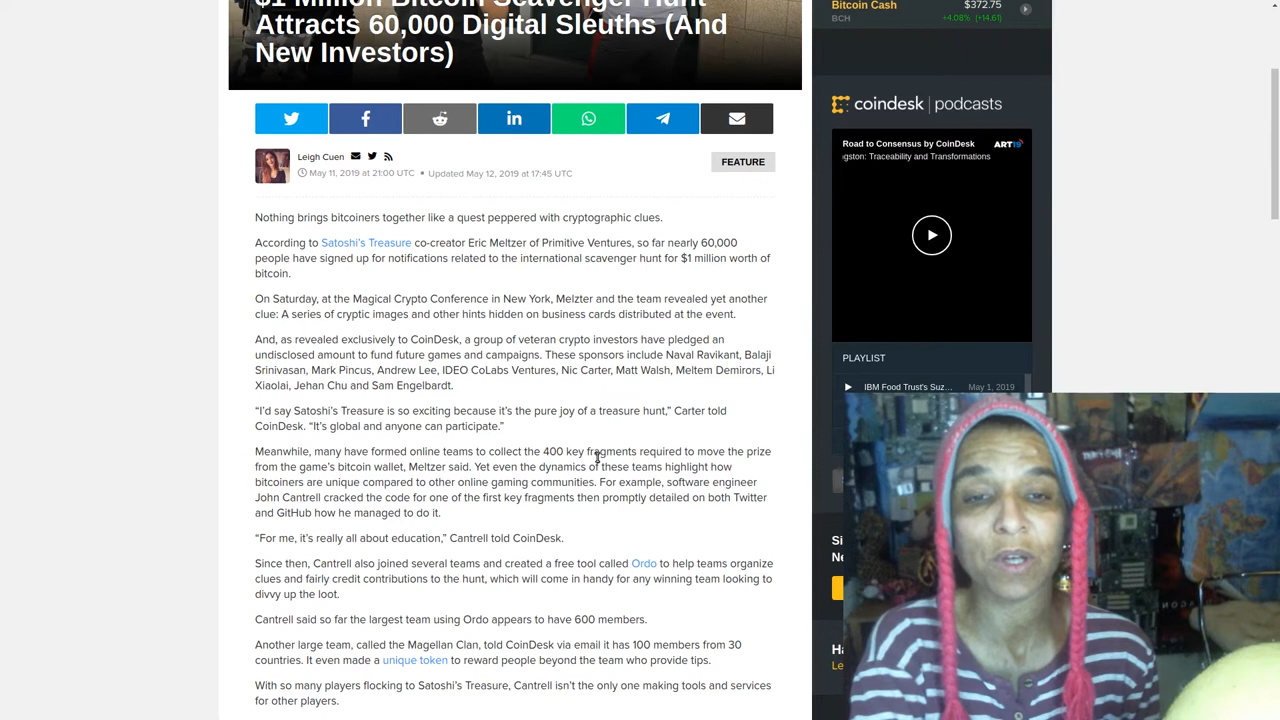 $1 Million Bitcoin Scavenger Hunt
Attracts 60,000 Digital Sleuths (And
New Investors)
Leigh Cuen
May 11, 2019 at 21:00 UTC • Updated May 12, 2019 at 17:45 UTC
FEATURE
Nothing brings bitcoiners together like a quest peppered with cryptographic clues.
According to Satoshi's Treasure co-creator Eric Meltzer of Primitive Ventures, so far nearly 60,000
people have signed up for notifications related to the international scavenger hunt for $1 million worth of
bitcoin.
On Saturday, at the Magical Crypto Conference in New York, Melzter and the team revealed yet another
clue: A series of cryptic images and other hints hidden on business cards distributed at the event.
And, as revealed exclusively to CoinDesk, a group of veteran crypto investors have pledged an
undisclosed amount to fund future games and campaigns. These sponsors include Naval Ravikant, Balaji
Srinivasan, Mark Pincus, Andrew Lee, IDEO CoLabs Ventures, Nic Carter, Matt Walsh, Meltem Demirors, Li
Xiaolai, Jehan Chu and Sam Engelbardt.
“I'd say Satoshi's Treasure is so exciting because it's the pure joy of a treasure hunt,” Carter told
CoinDesk. “It's global and anyone can participate.”
Meanwhile, many have formed online teams to collect the 400 key fragments required to move the prize
from the game's bitcoin wallet, Meltzer said. Yet even the dynamics of these teams highlight how
bitcoiners are unique compared to other online gaming communities. For example, software engineer
John Cantrell cracked the code for one of the first key fragments then promptly detailed on both Twitter
and GitHub how he managed to do it.
“For me, it's really all about education,” Cantrell told CoinDesk.
Since then, Cantrell also joined several teams and created a free tool called Ordo to help teams organize
clues and fairly credit contributions to the hunt, which will come in handy for any winning team looking to
divvy up the loot.
Cantrell said so far the largest team using Ordo appears to have 600 members.
Another large team, called the Magellan Clan, told CoinDesk via email it has 100 members from 30
countries. It even made a unique token to reward people beyond the team who provide tips.
With so many players flocking to Satoshi's Treasure, Cantrell isn't the only one making tools and services
for other players.
Bitcoin Cash $372.75
BCH +4.08% (+14.61)
coindesk | podcasts
Road to Consensus by CoinDesk ART19
gston: Traceability and Transformations
PLAYLIST
IBM Food Trust's Suz... May 1, 2019
Si
Ne
Ha
Le